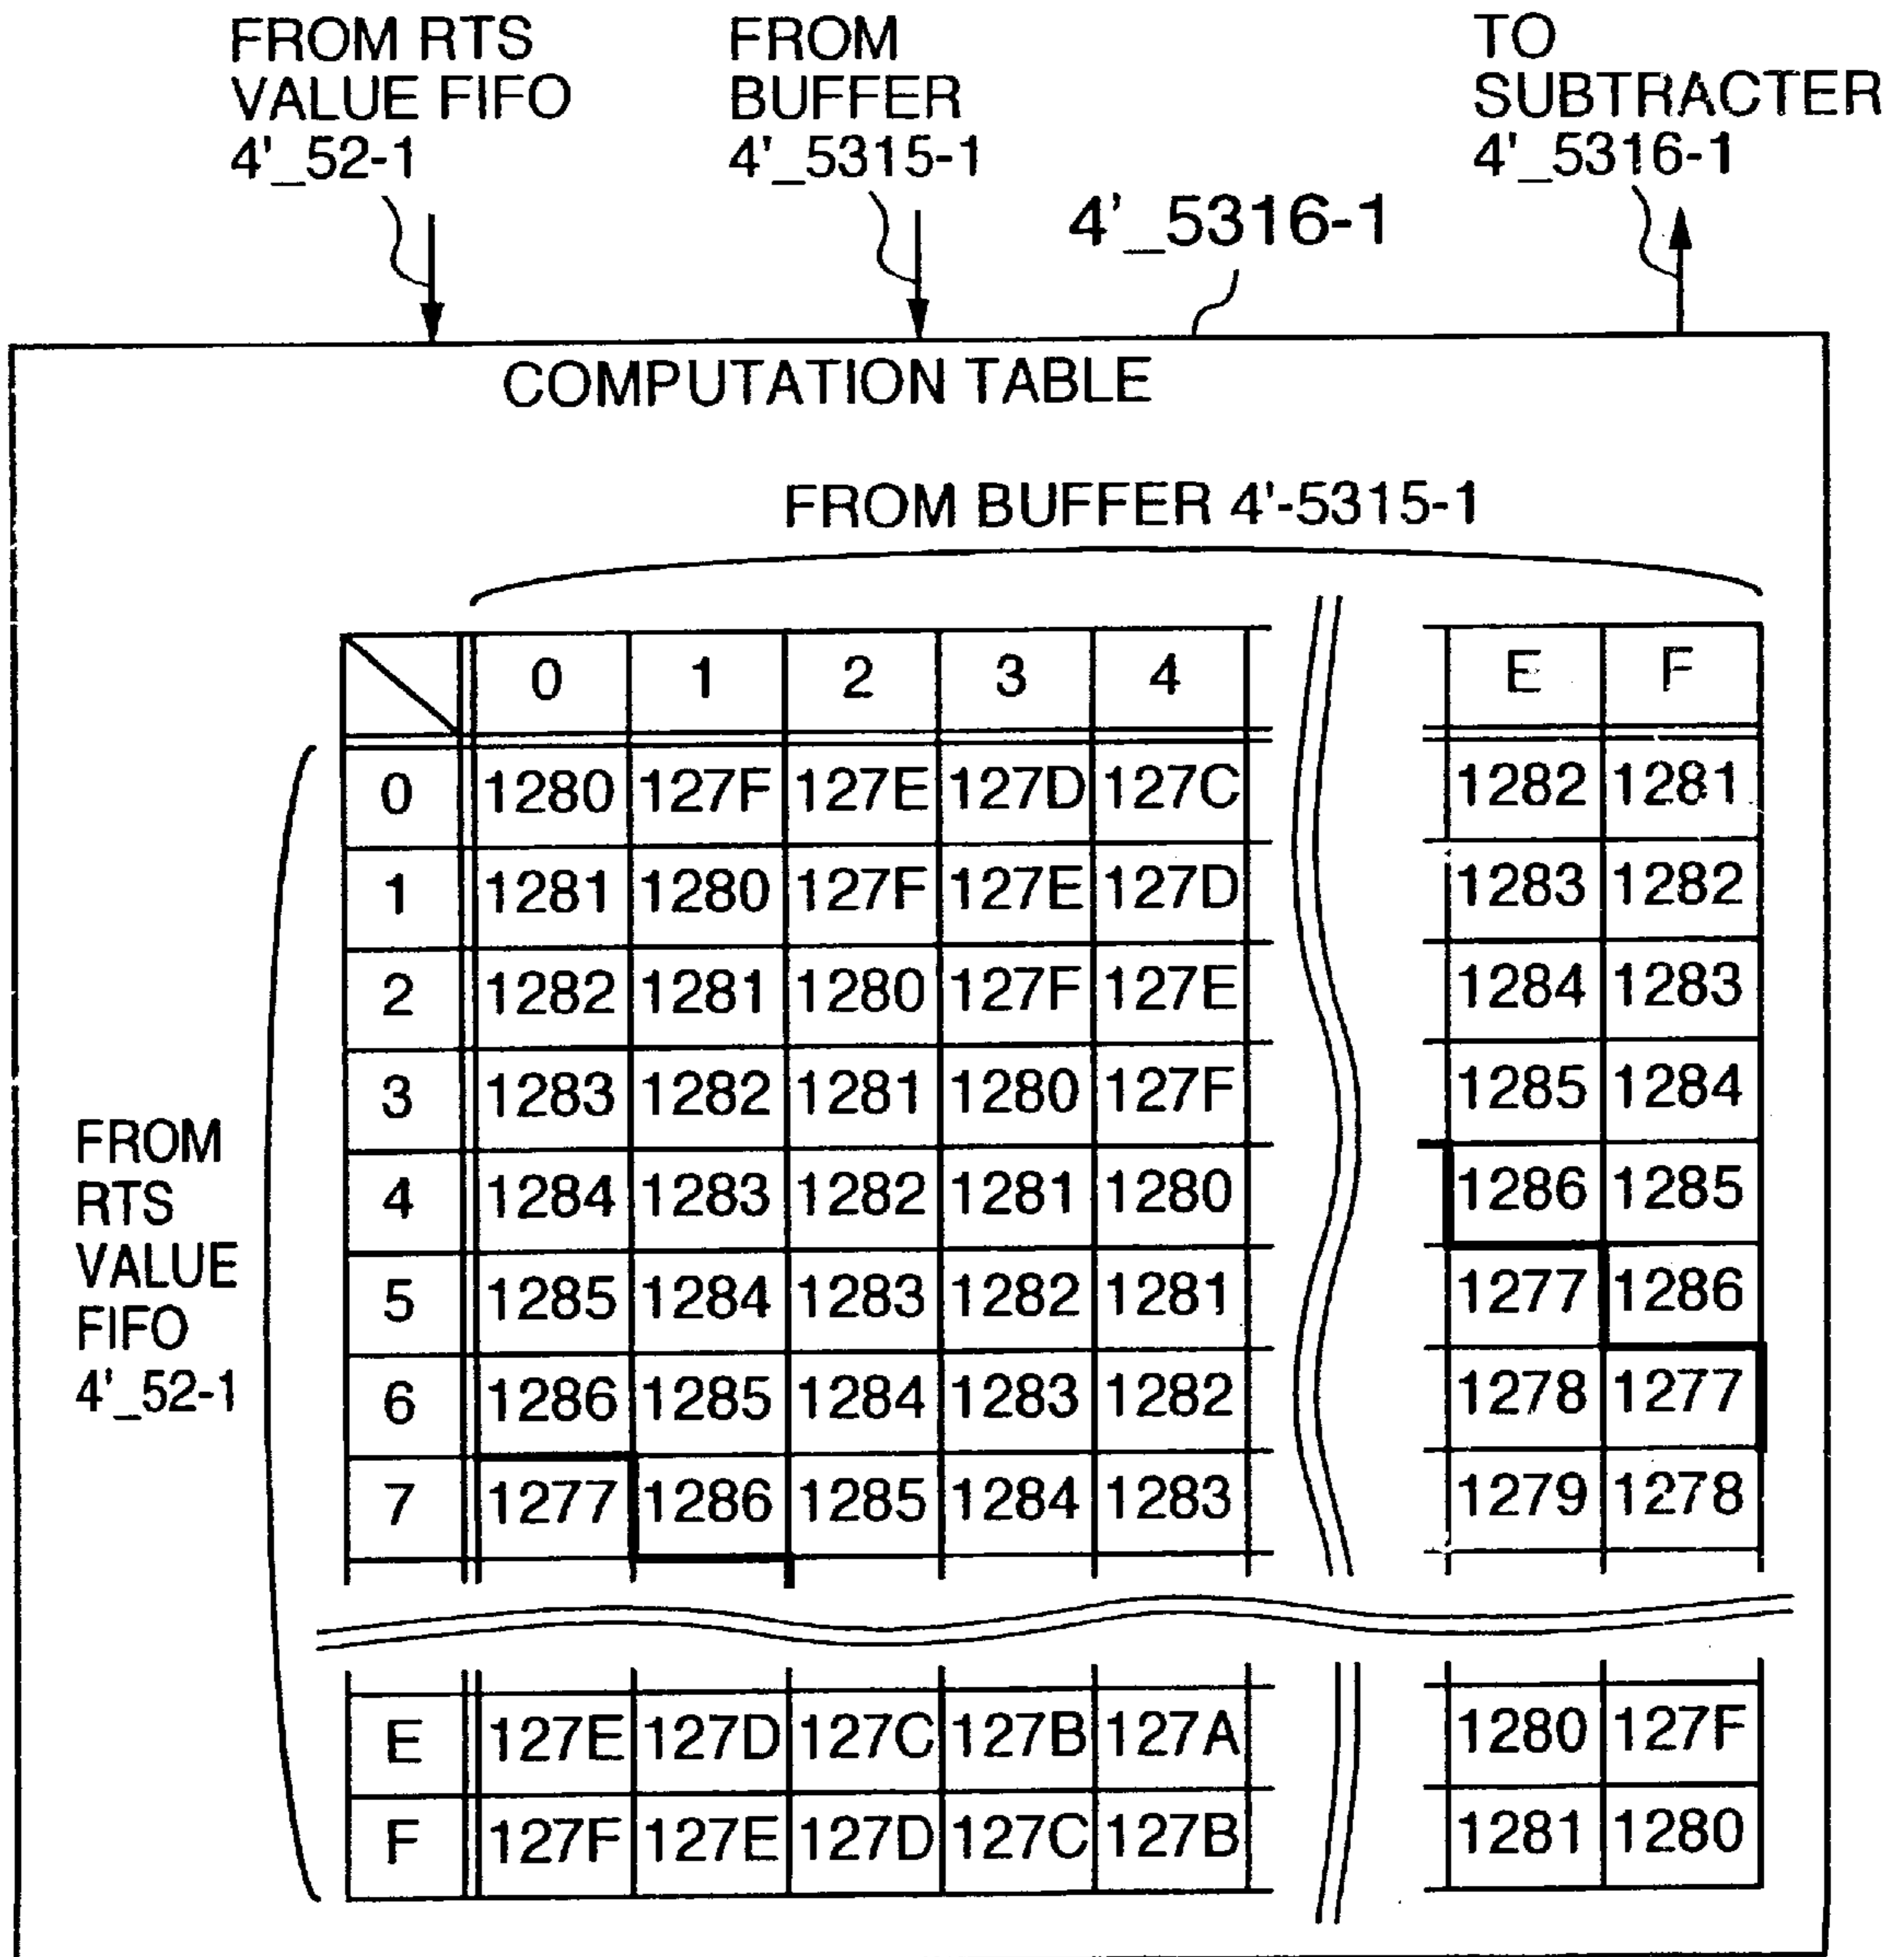 FROM RTS
VALUE FIFO
4'_52-1
FROM
BUFFER
4'_5315-1
TO
SUBTRACTER
4'_5316-1
4'_5316-1
COMPUTATION TABLE
FROM BUFFER 4'-5315-1
0 1 2 3 4 E F
0 1280 127F 127E 127D 127C 1282 1281
1 1281 1280 127F 127E 127D 1283 1282
2 1282 1281 1280 127F 127E 1284 1283
3 1283 1282 1281 1280 127F 1285 1284
4 1284 1283 1282 1281 1280 1286 1285
5 1285 1284 1283 1282 1281 1277 1286
6 1286 1285 1284 1283 1282 1278 1277
7 1277 1286 1285 1284 1283 1279 1278
E 127E 127D 127C 127B 127A 1280 127F
F 127F 127E 127D 127C 127B 1281 1280
FROM
RTS
VALUE
FIFO
4'_52-1